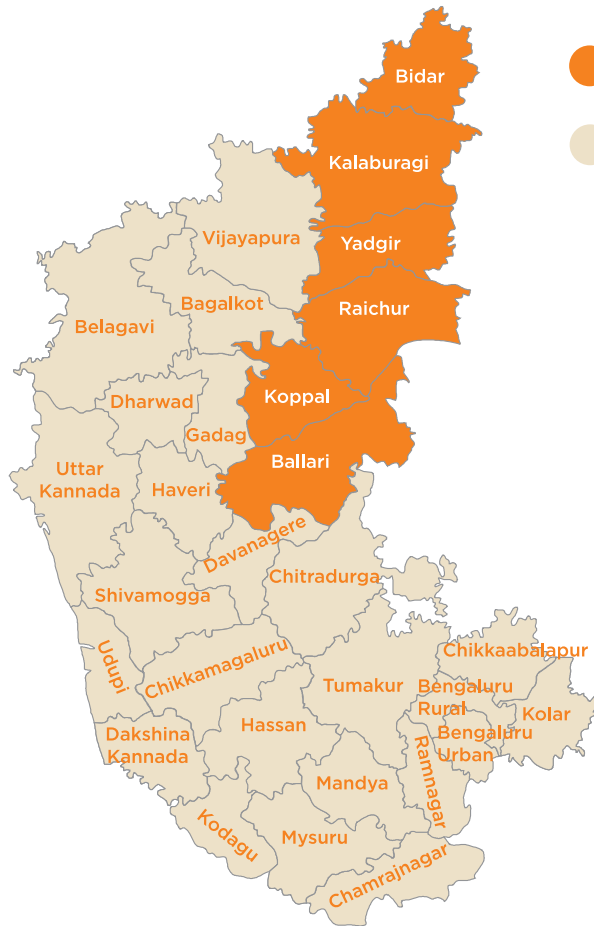 Bidar
Kalaburagi
Vijayapura
Yadgir
Bagalkot
Raichur
Belagavi
Koppal
Dharwad
Gadag
Ballari
Uttar
Kannada
Haveri
Davanagere
Chitradurga
Shivamogga
Udupi
Chikkamagaluru
Chikkaabalapur
Tumakur
Bengaluru
Rural
Kolar
Hassan
Bengaluru
Urban
Dakshina
Kannada
Ramnagar
Mandya
Kodagu
Mysuru
Chamrajnagar